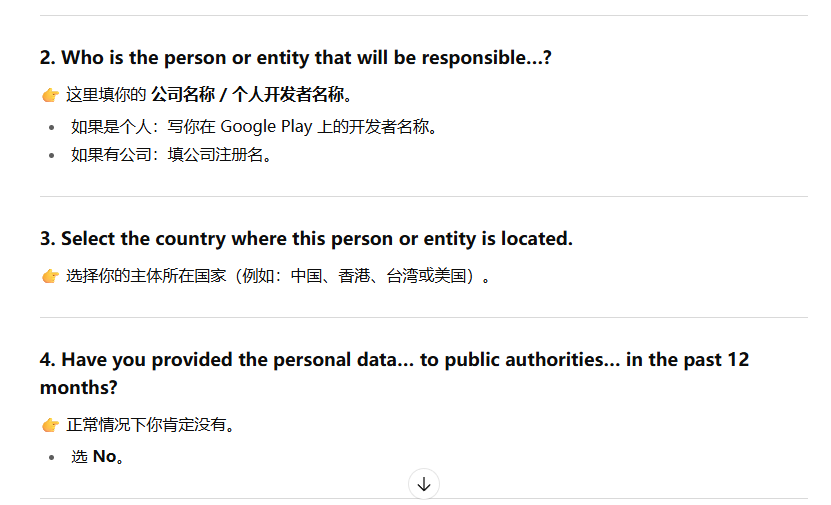 2. Who is the person or entity that will be responsible…?
👉 这里填你的 公司名称 / 个人开发者名称。
• 如果是个人：写你在 Google Play 上的开发者名称。
• 如果有公司：填公司注册名。
3. Select the country where this person or entity is located.
👉 选择你的主体所在国家（例如：中国、香港、台湾或美国）。
4. Have you provided the personal data… to public authorities… in the past 12
months?
👉 正常情况下你肯定没有。
• 选 No。